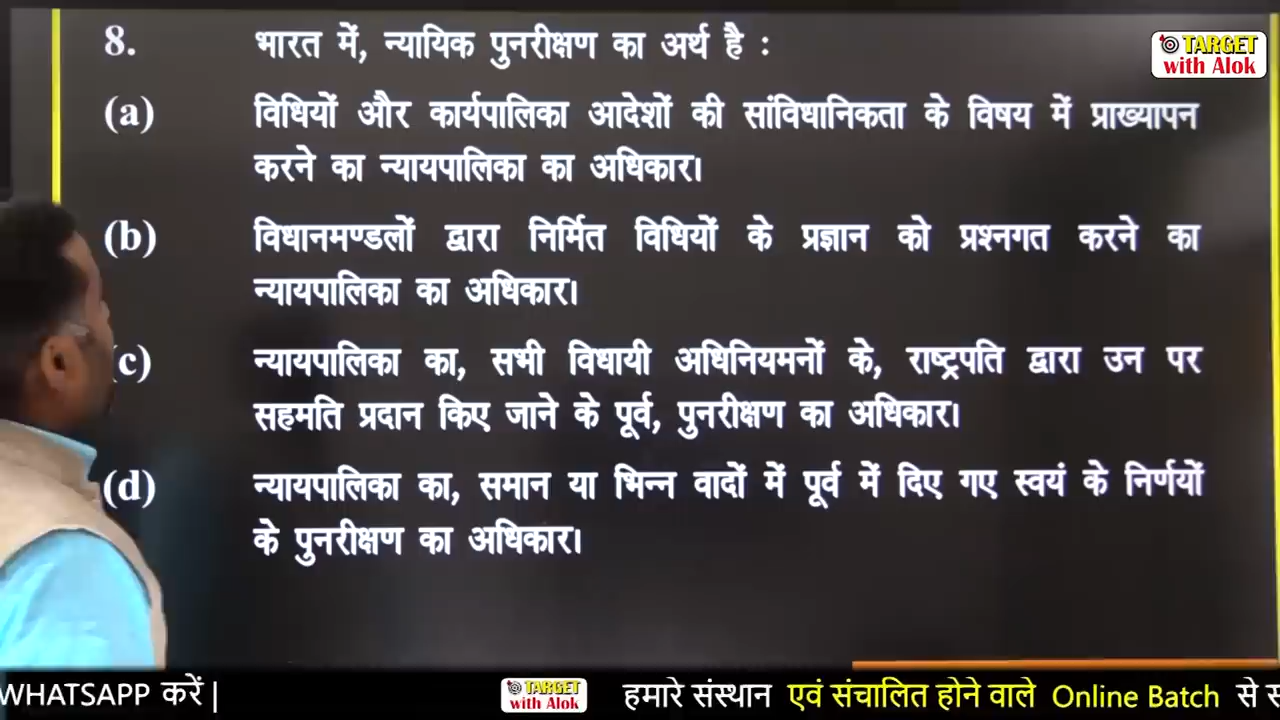 8. भारत में, न्यायिक पुनरीक्षण का अर्थ है :
TARGET
with Alok
(a) विधियों और कार्यपालिका आदेशों की सांविधानिकता के विषय में प्राख्यापन
करने का न्यायपालिका का अधिकार।
(b) विधानमण्डलों द्वारा निर्मित विधियों के प्रज्ञान को प्रश्नगत करने का
न्यायपालिका का अधिकार।
(c) न्यायपालिका का, सभी विधायी अधिनियमनों के, राष्ट्रपति द्वारा उन पर
सहमति प्रदान किए जाने के पूर्व, पुनरीक्षण का अधिकार।
(d) न्यायपालिका का, समान या भिन्न वादों में पूर्व में दिए गए स्वयं के निर्णयों
के पुनरीक्षण का अधिकार।
WHATSAPP करें | TARGET with Alok हमारे संस्थान एवं संचालित होने वाले Online Batch से